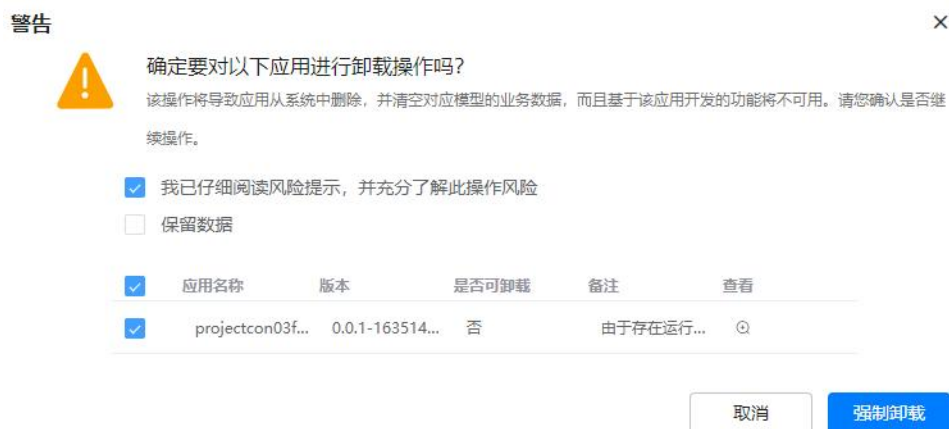 警告
确定要对以下应用进行卸载操作吗?
该操作将导致应用从系统中删除，并清空对应模型的业务数据，而且基于该应用开发的功能将不可用。请您确认是否继
续操作。
我已仔细阅读风险提示，并充分了解此操作风险
保留数据
应用名称 版本 是否可卸载 备注 查看
projectcon03f... 0.0.1-163514... 否 由于存在运行...
取消 强制卸载